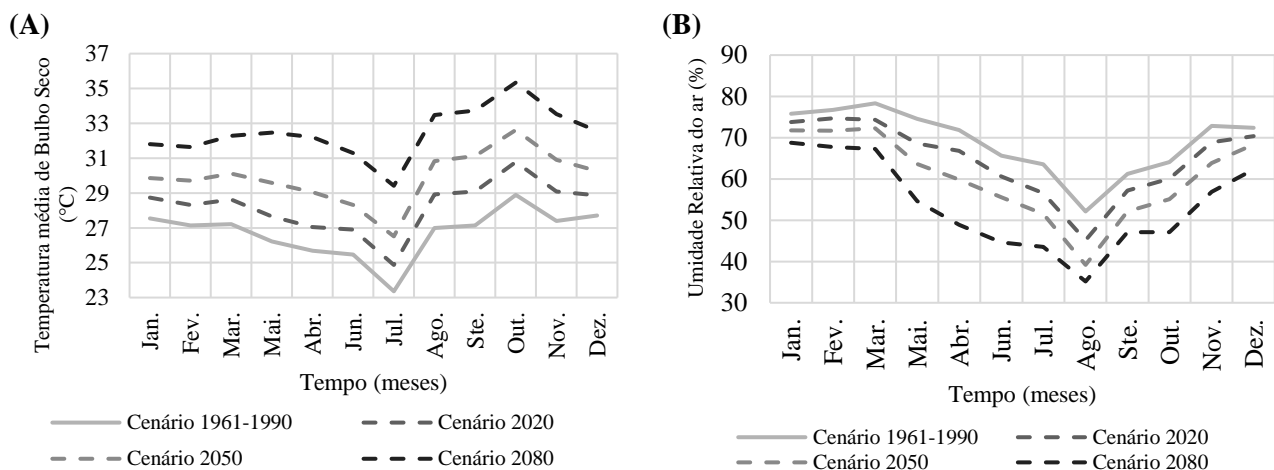 (A)
Temperatura média de Bulbo Seco
(°C)
37
35
33
31
29
27
25
23
Jan.
Fev.
Mar.
Mai.
Abr.
Jun.
Jul.
Ago.
Ste.
Out.
Nov.
Dez.
Tempo (meses)
Cenário 1961-1990
Cenário 2020
Cenário 2050
Cenário 2080
(B)
Umidade Relativa do ar (%)
90
80
70
60
50
40
30
Jan.
Fev.
Mar.
Mai.
Abr.
Jun.
Jul.
Ago.
Ste.
Out.
Nov.
Dez.
Tempo (meses)
Cenário 1961-1990
Cenário 2020
Cenário 2050
Cenário 2080